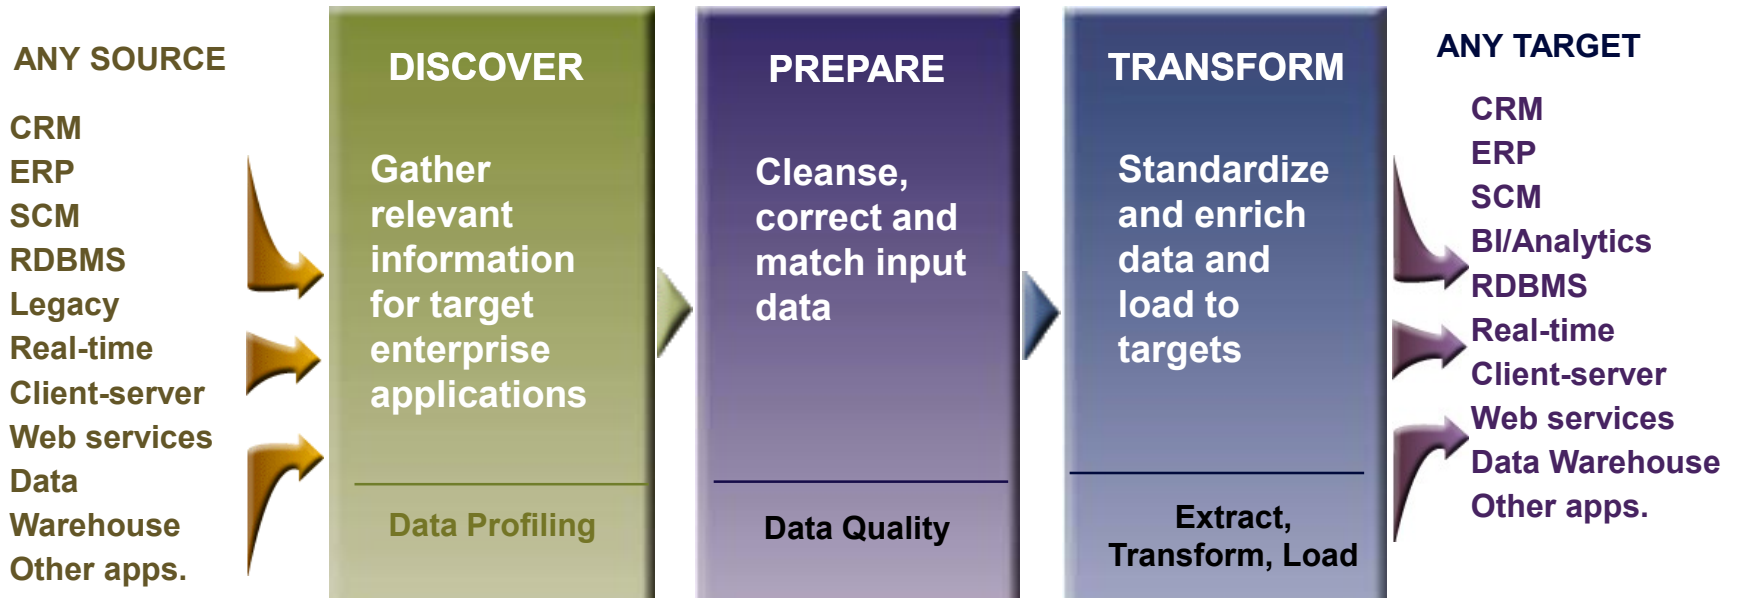 ANY SOURCE
CRM
ERP
SCM
RDBMS
Legacy
Real-time
Client-server
Web services
Data
Warehouse
Other apps.
DISCOVER
Gather
relevant
information
for target
enterprise
applications
Data Profiling
PREPARE
Cleanse,
correct and
match input
data
Data Quality
TRANSFORM
Standardize
and enrich
data and
load to
targets
Extract,
Transform, Load
ANY TARGET
CRM
ERP
SCM
BI/Analytics
RDBMS
Real-time
Client-server
Web services
Data Warehouse
Other apps.